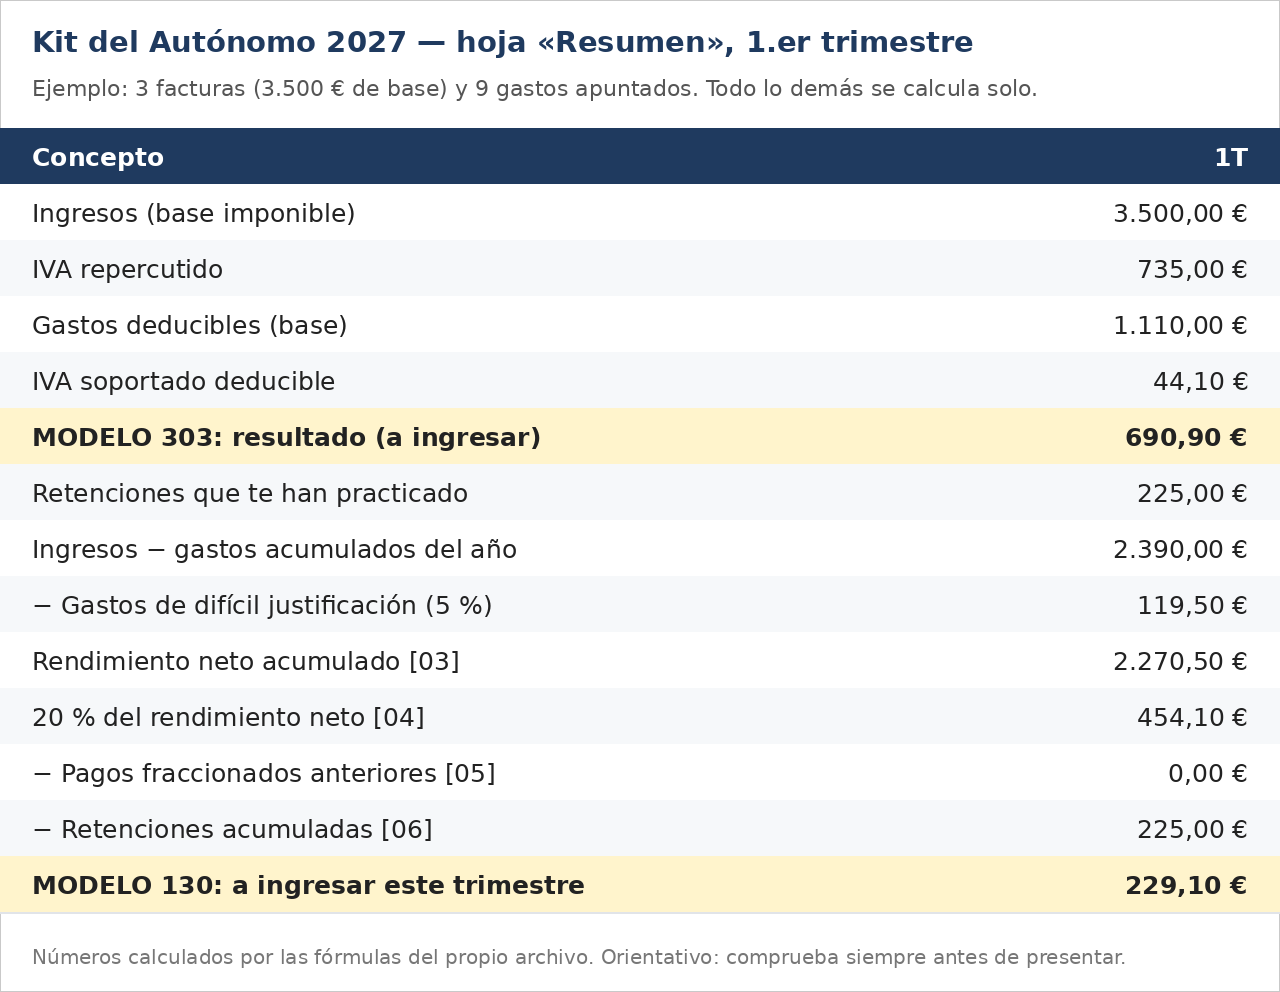 Kit del Autónomo 2027 — hoja «Resumen», 1.er trimestre
Ejemplo: 3 facturas (3.500 € de base) y 9 gastos apuntados. Todo lo demás se calcula solo.
Concepto 1T
Ingresos (base imponible) 3.500,00 €
IVA repercutido 735,00 €
Gastos deducibles (base) 1.110,00 €
IVA soportado deducible 44,10 €
MODELO 303: resultado (a ingresar) 690,90 €
Retenciones que te han practicado 225,00 €
Ingresos − gastos acumulados del año 2.390,00 €
− Gastos de difícil justificación (5 %) 119,50 €
Rendimiento neto acumulado [03] 2.270,50 €
20 % del rendimiento neto [04] 454,10 €
− Pagos fraccionados anteriores [05] 0,00 €
− Retenciones acumuladas [06] 225,00 €
MODELO 130: a ingresar este trimestre 229,10 €
Números calculados por las fórmulas del propio archivo. Orientativo: comprueba siempre antes de presentar.